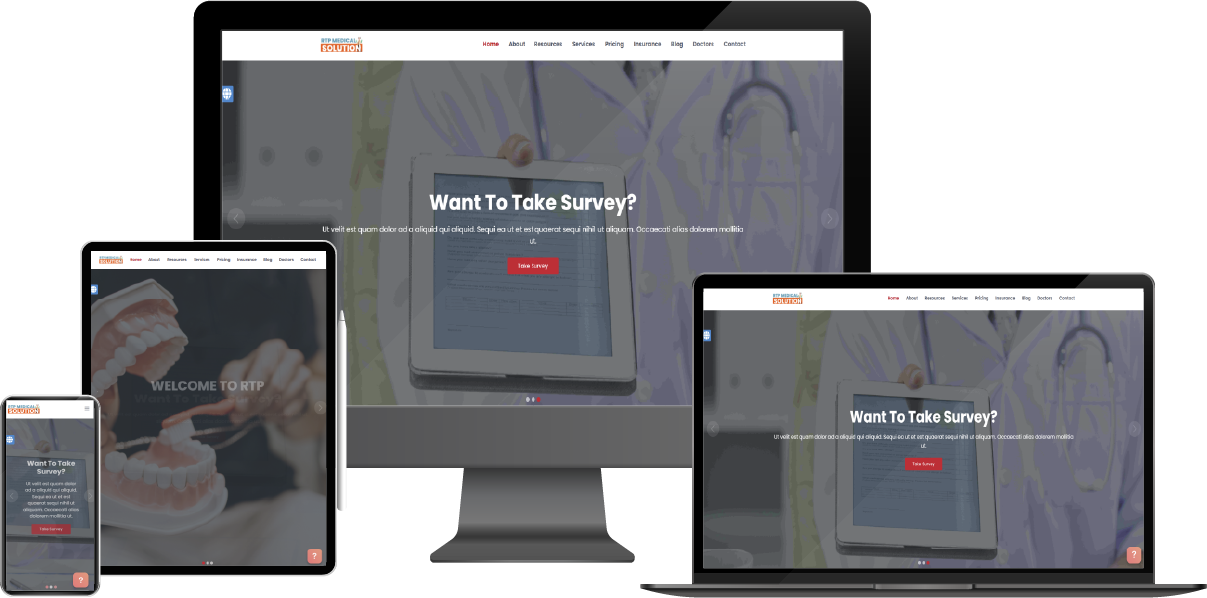 RTP MEDICAL
SOLUTION
Home About Resources Services Pricing Insurance Blog Doctors Contact
Want To Take Survey?
Ut velit est quam dolor ad a aliquid qui aliquid. Sequi ea ut et est quaerat sequi nihil ut aliquam. Occaecati alias dolorem mollitia
ut.
Take survey
RTP MEDICAL
SOLUTION
Home About Resources Services Pricing Insurance Blog Doctors Contact
WELCOME TO RTP
Want To Take Survey?
?
RTP MEDICAL
SOLUTION
Want To Take
Survey?
Ut velit est quam dolor
ad a aliquid qui aliquid.
Sequi ea ut et est
quaerat sequi nihil ut
aliquam. Occaecati alias
dolorem mollitia ut.
Take Survey
?
RTP MEDICAL
SOLUTION
Home About Resources Services Pricing Insurance Blog Doctors Contact
Want To Take Survey?
Ut velit est quam dolor ad a aliquid qui aliquid. Sequi ea ut et est quaerat sequi nihil ut aliquam. Occaecati alias dolorem mollitia
ut.
Take Survey
?